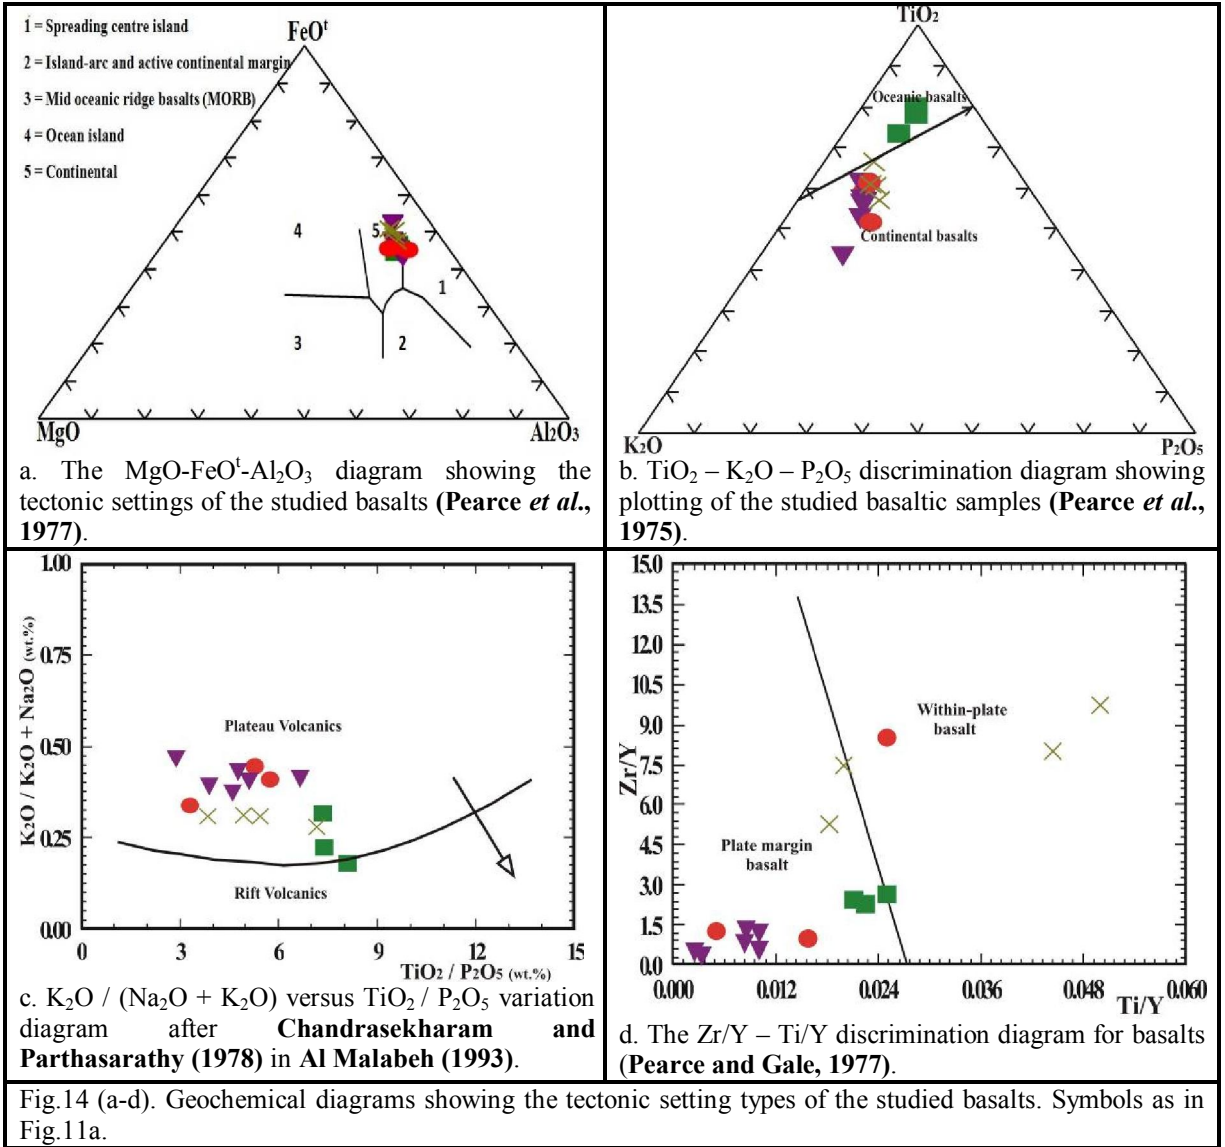 1 = Spreading centre island
FeOᵗ
2 = Island-arc and active continental margin
3 = Mid oceanic ridge basalts (MORB)
4 = Ocean island
5 = Continental
4
5
1
3
2
MgO
Al₂O₃
a. The MgO-FeOᵗ-Al₂O₃ diagram showing the
tectonic settings of the studied basalts (Pearce et al.,
1977).
TiO₂
Oceanic basalts
Continental basalts
K₂O
P₂O₅
b. TiO₂ – K₂O – P₂O₅ discrimination diagram showing
plotting of the studied basaltic samples (Pearce et al.,
1975).
1.00
0.75
0.50
0.25
0.00
K₂O / K₂O + Na₂O (wt.%)
Plateau Volcanics
Rift Volcanics
0 3 6 9 12 15
TiO₂ / P₂O₅ (wt.%)
c. K₂O / (Na₂O + K₂O) versus TiO₂ / P₂O₅ variation
diagram after Chandrasekharam and
Parthasarathy (1978) in Al Malabeh (1993).
15.0
13.5
12.0
10.5
9.0
7.5
6.0
4.5
3.0
1.5
0.0
Zr/Y
Within-plate
basalt
Plate margin
basalt
0.000 0.012 0.024 0.036 0.048 0.060
Ti/Y
d. The Zr/Y – Ti/Y discrimination diagram for basalts
(Pearce and Gale, 1977).
Fig.14 (a-d). Geochemical diagrams showing the tectonic setting types of the studied basalts. Symbols as in
Fig.11a.